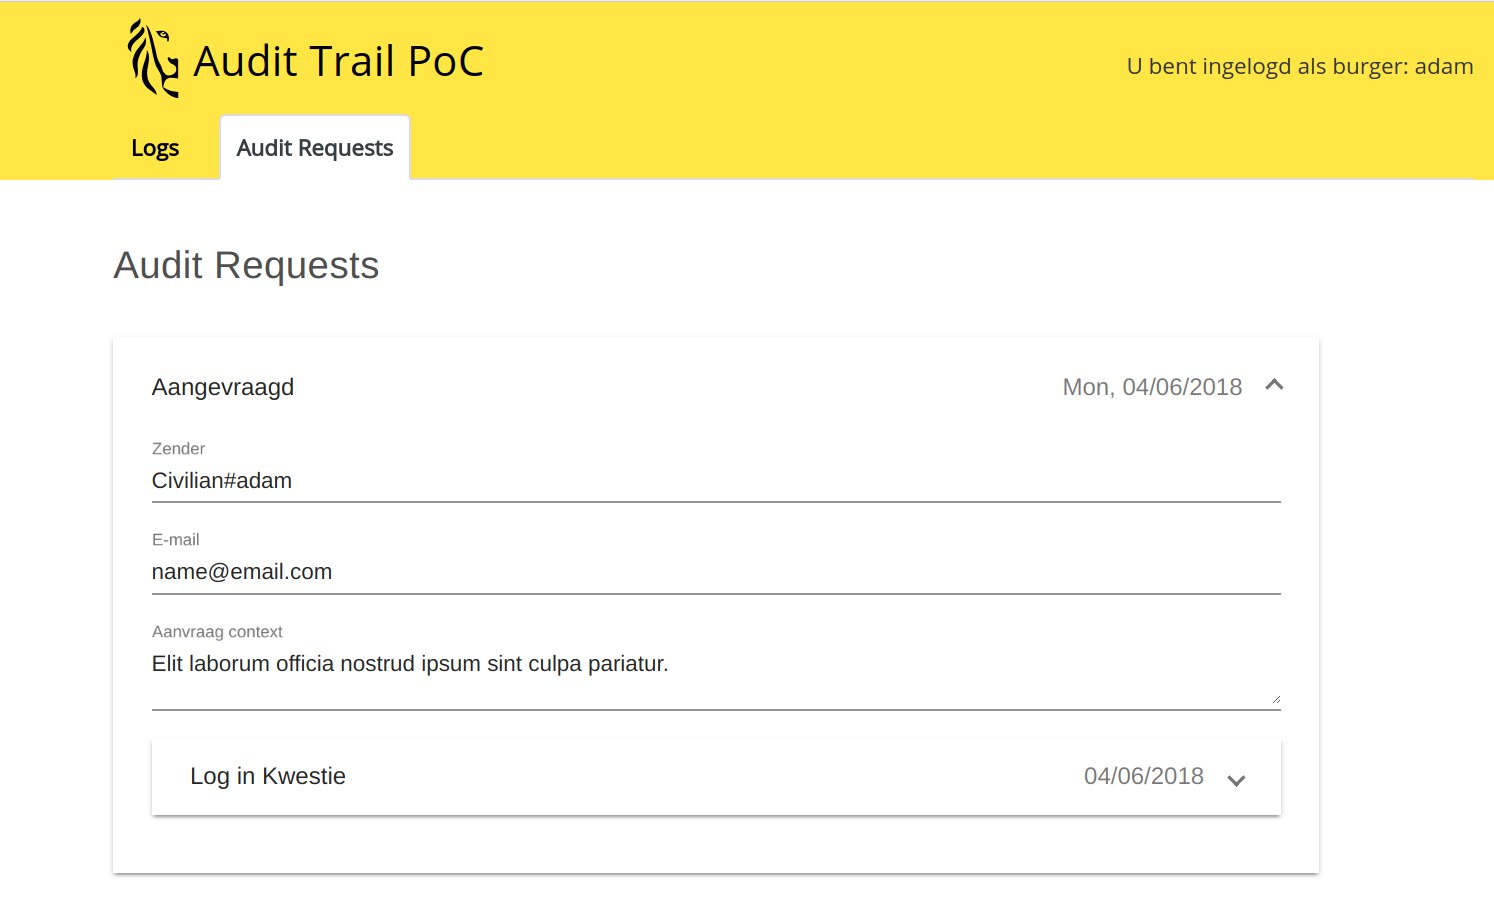 Audit Trail PoC
U bent ingelogd als burger: adam
Logs
Audit Requests
Audit Requests
Aangevraagd
Mon, 04/06/2018
Zender
Civilian#adam
E-mail
name@email.com
Aanvraag context
Elit laborum officia nostrud ipsum sint culpa pariatur.
Log in Kwestie
04/06/2018